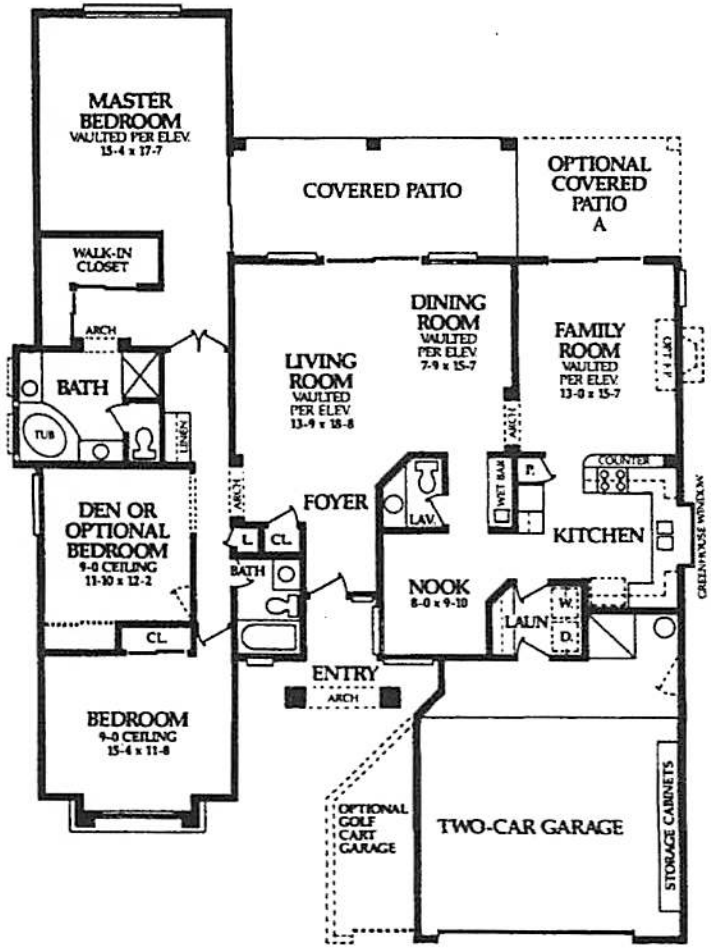 MASTER
BEDROOM
VAULTED PER ELEV.
15-4 x 17-7
COVERED PATIO
OPTIONAL
COVERED
PATIO
A
WALK-IN
CLOSET
ARCH
BATH
TUB
LINEN
LIVING
ROOM
VAULTED
PER ELEV.
13-9 x 18-8
DINING
ROOM
VAULTED
PER ELEV.
7-9 x 15-7
FAMILY
ROOM
VAULTED
PER ELEV.
13-0 x 15-7
OPT F.P.
ARCH
ARCH
DEN OR
OPTIONAL
BEDROOM
9-0 CEILING
11-10 x 12-2
FOYER
L.
CL.
BATH
LAV.
WET BAR
P.
COUNTER
KITCHEN
GREENHOUSE WINDOW
NOOK
8-0 x 9-10
LAUN
W.
D.
CL.
BEDROOM
9-0 CEILING
15-4 x 11-8
ENTRY
ARCH
OPTIONAL
GOLF
CART
GARAGE
TWO-CAR GARAGE
STORAGE CABINETS